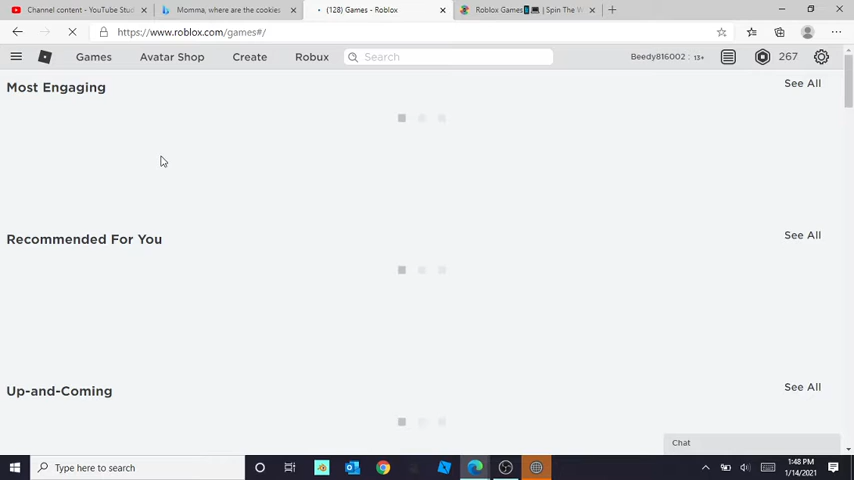 Channel content - YouTube Stud
Momma, where are the cookies
(128) Games - Roblox
Roblox Games | Spin The W
https://www.roblox.com/games#/
Games
Avatar Shop
Create
Robux
Search
Beedy816002 : 13+
267
Most Engaging
See All
Recommended For You
See All
Up-and-Coming
See All
Chat
Type here to search
1:48 PM
1/14/2021